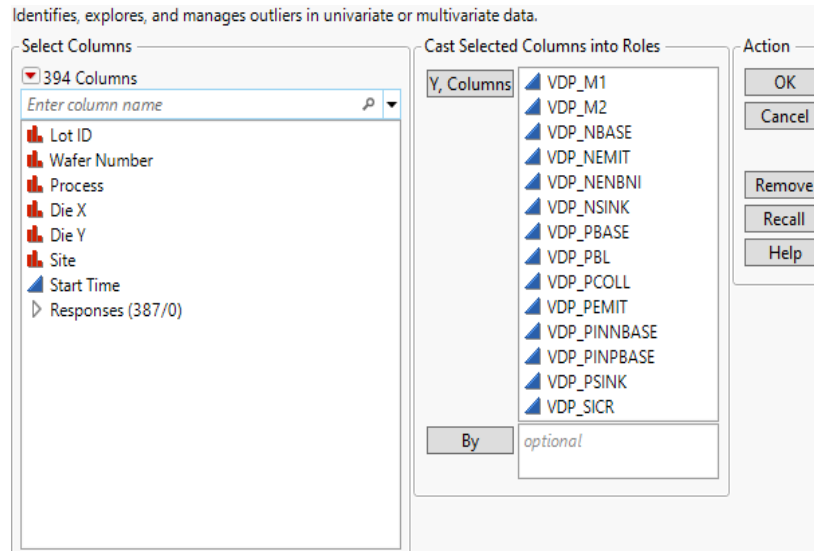 Identifies, explores, and manages outliers in univariate or multivariate data.
Select Columns
394 Columns
Enter column name
Lot ID
Wafer Number
Process
Die X
Die Y
Site
Start Time
Responses (387/0)
Cast Selected Columns into Roles
Y, Columns
VDP_M1
VDP_M2
VDP_NBASE
VDP_NEMIT
VDP_NENBNI
VDP_NSINK
VDP_PBASE
VDP_PBL
VDP_PCOLL
VDP_PEMIT
VDP_PINNBASE
VDP_PINPBASE
VDP_PSINK
VDP_SICR
By
optional
Action
OK
Cancel
Remove
Recall
Help